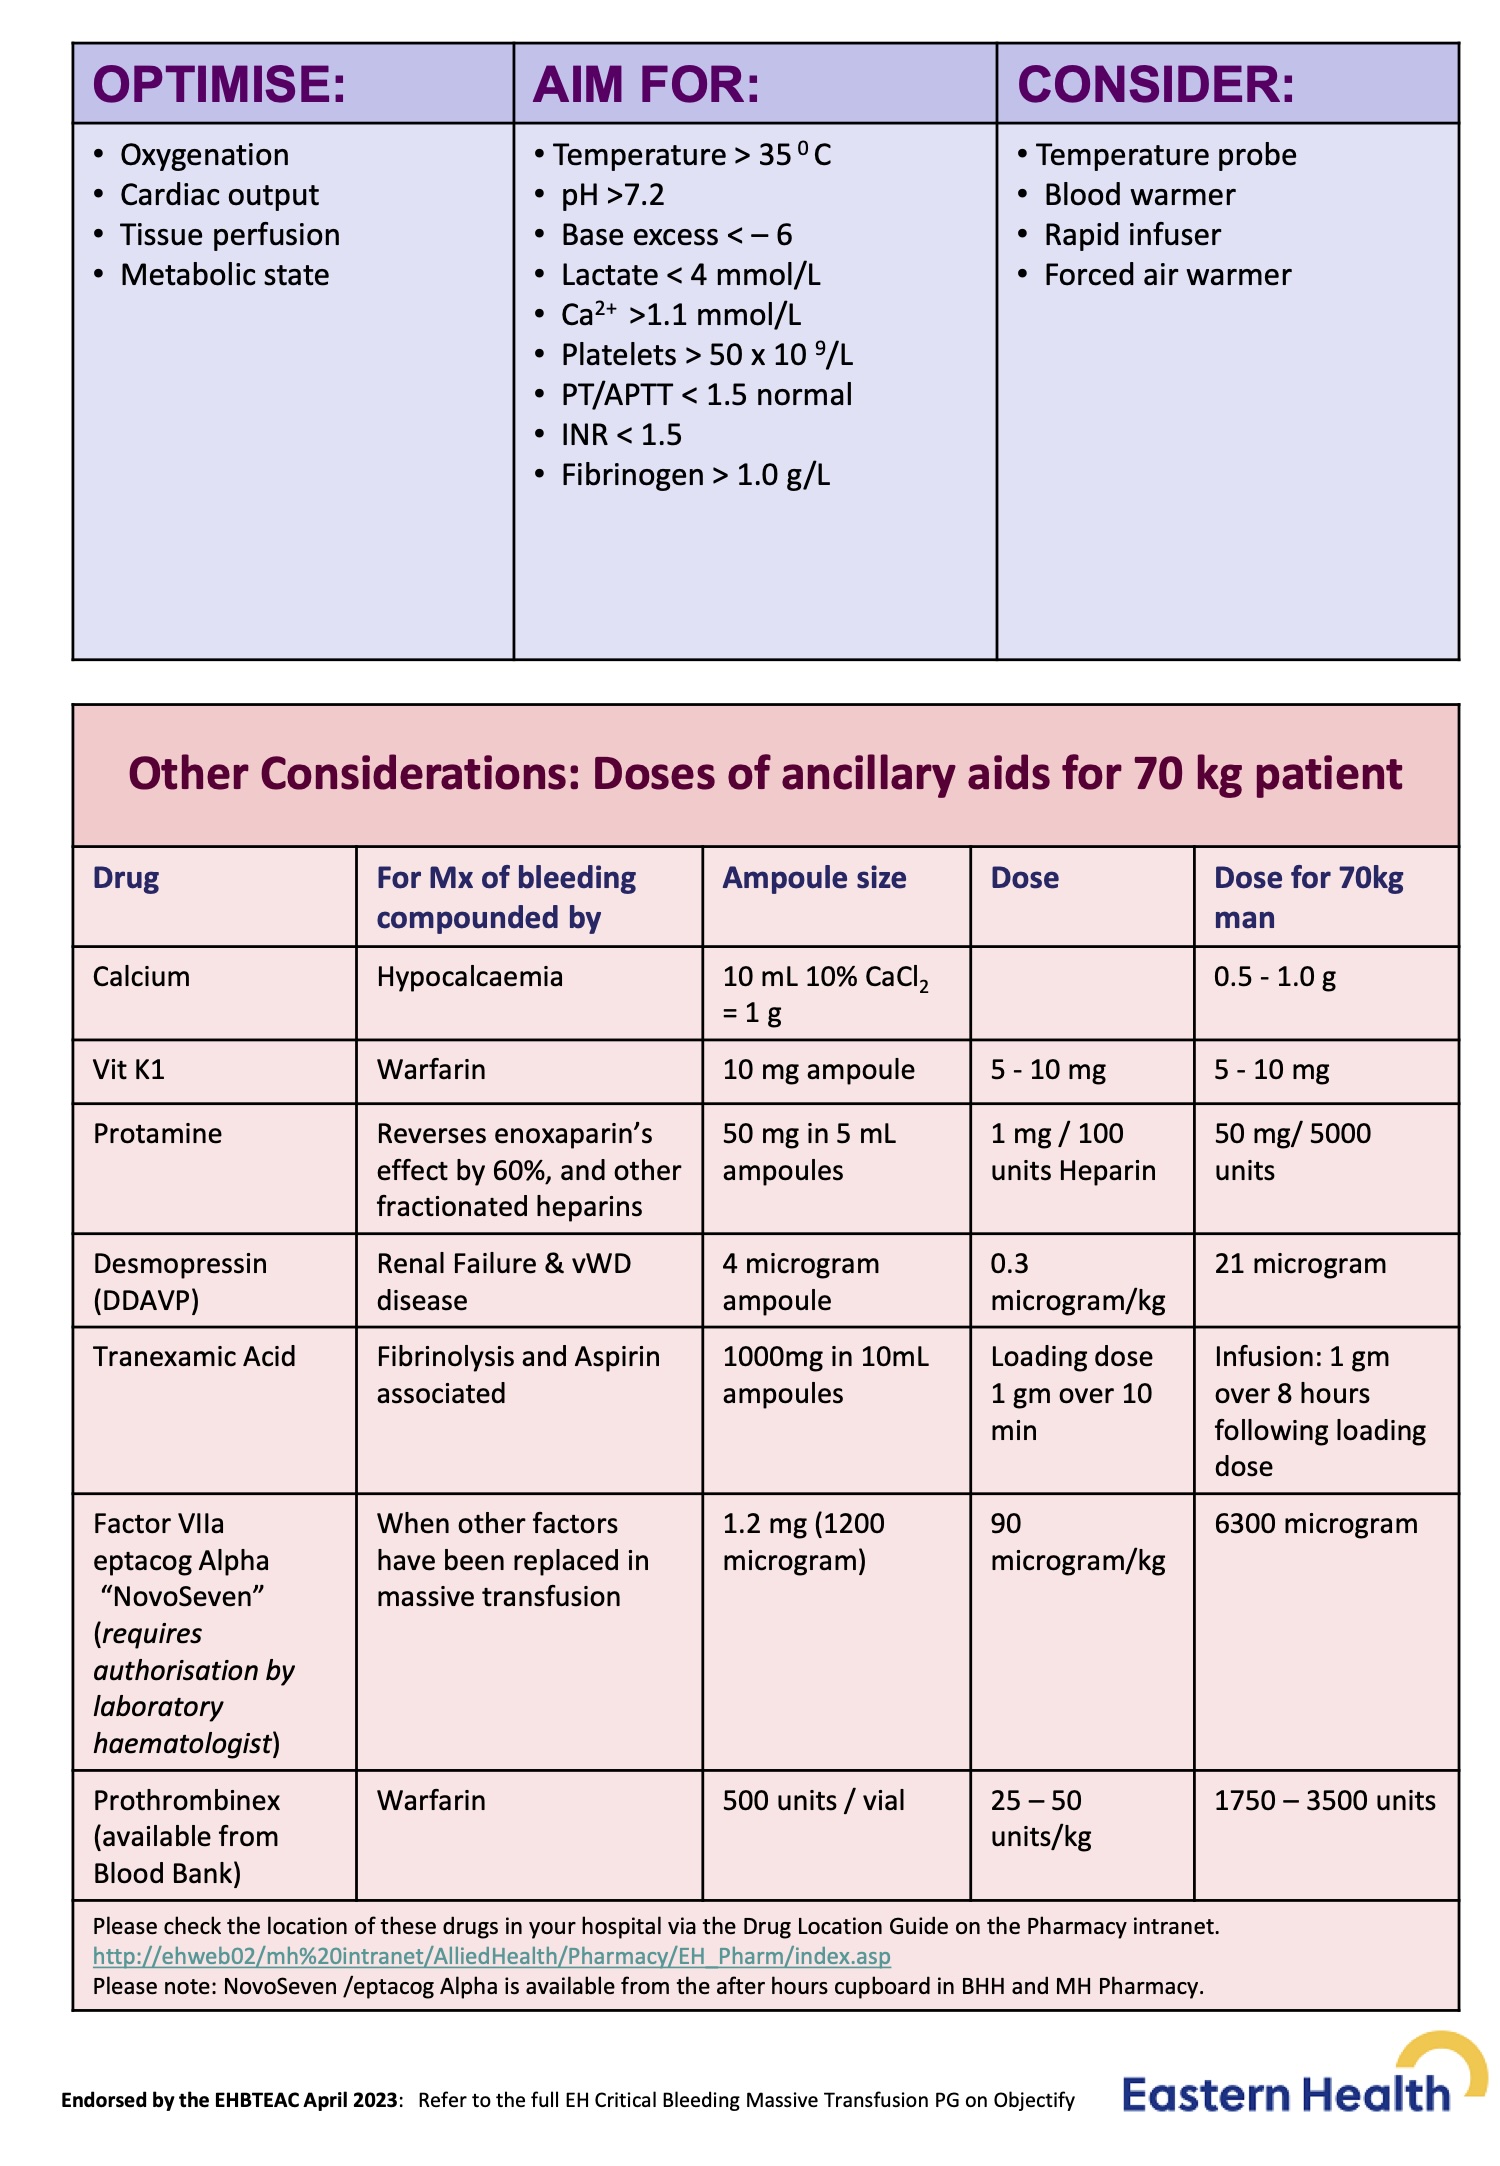 OPTIMISE:
• Oxygenation
• Cardiac output
• Tissue perfusion
• Metabolic state
AIM FOR:
• Temperature > 35 ⁰ C
• pH >7.2
• Base excess < – 6
• Lactate < 4 mmol/L
• Ca²⁺ >1.1 mmol/L
• Platelets > 50 x 10 ⁹/L
• PT/APTT < 1.5 normal
• INR < 1.5
• Fibrinogen > 1.0 g/L
CONSIDER:
• Temperature probe
• Blood warmer
• Rapid infuser
• Forced air warmer
Other Considerations: Doses of ancillary aids for 70 kg patient
Drug
For Mx of bleeding
compounded by
Ampoule size
Dose
Dose for 70kg
man
Calcium
Hypocalcaemia
10 mL 10% CaCl₂
= 1 g
0.5 - 1.0 g
Vit K1
Warfarin
10 mg ampoule
5 - 10 mg
5 - 10 mg
Protamine
Reverses enoxaparin’s
effect by 60%, and other
fractionated heparins
50 mg in 5 mL
ampoules
1 mg / 100
units Heparin
50 mg/ 5000
units
Desmopressin
(DDAVP)
Renal Failure & vWD
disease
4 microgram
ampoule
0.3
microgram/kg
21 microgram
Tranexamic Acid
Fibrinolysis and Aspirin
associated
1000mg in 10mL
ampoules
Loading dose
1 gm over 10
min
Infusion: 1 gm
over 8 hours
following loading
dose
Factor VIIa
eptacog Alpha
“NovoSeven”
(requires
authorisation by
laboratory
haematologist)
When other factors
have been replaced in
massive transfusion
1.2 mg (1200
microgram)
90
microgram/kg
6300 microgram
Prothrombinex
(available from
Blood Bank)
Warfarin
500 units / vial
25 – 50
units/kg
1750 – 3500 units
Please check the location of these drugs in your hospital via the Drug Location Guide on the Pharmacy intranet.
http://ehweb02/mh%20intranet/AlliedHealth/Pharmacy/EH_Pharm/index.asp
Please note: NovoSeven /eptacog Alpha is available from the after hours cupboard in BHH and MH Pharmacy.
Endorsed by the EHBTEAC April 2023: Refer to the full EH Critical Bleeding Massive Transfusion PG on Objectify
Eastern Health